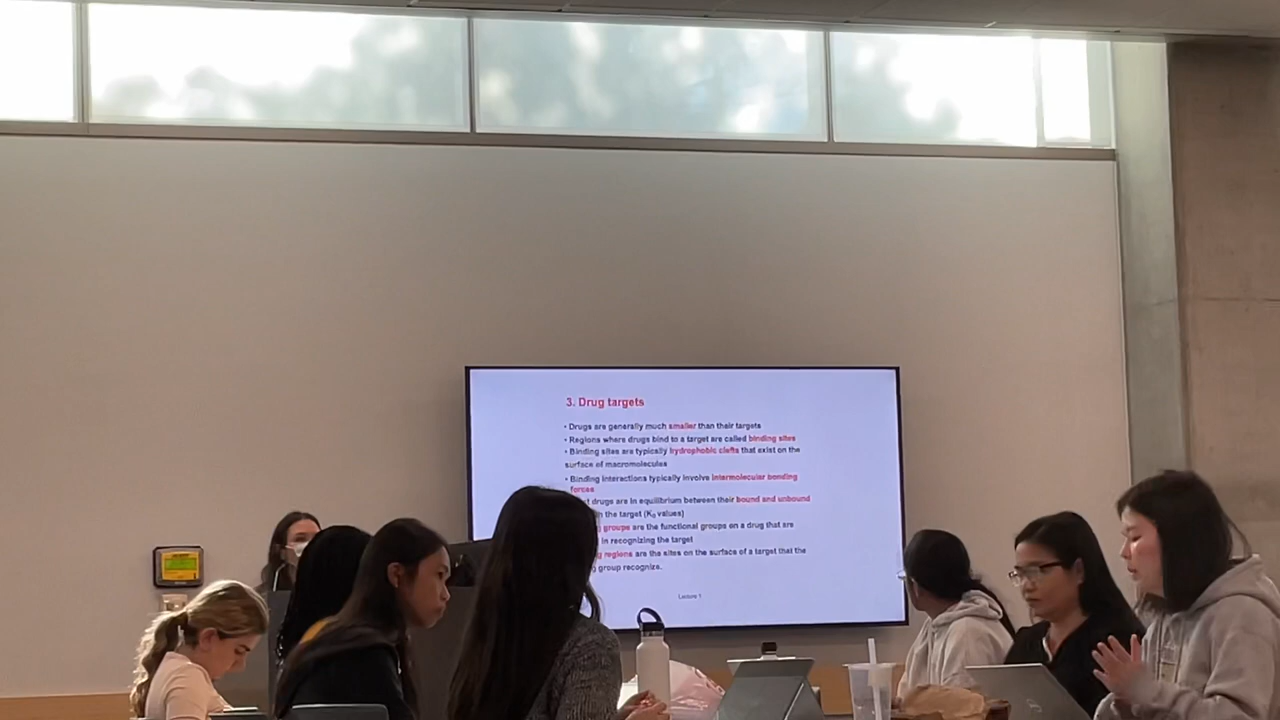 3. Drug targets
• Drugs are generally much smaller than their targets
• Regions where drugs bind to a target are called binding sites
• Binding sites are typically hydrophobic clefts that exist on the
surface of macromolecules
• Binding interactions typically involve intermolecular bonding
forces
drugs are in equilibrium between their bound and unbound
in the target (Kd values)
groups are the functional groups on a drug that are
in recognizing the target
regions are the sites on the surface of a target that the
group recognize.
Lecture 1